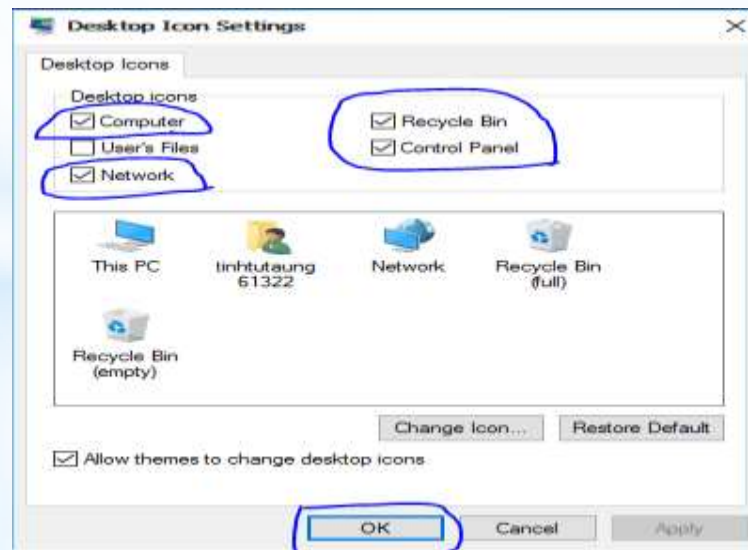 Desktop Icon Settings
Desktop Icons
Desktop icons
Computer
Recycle Bin
User's Files
Control Panel
Network
This PC
tinhtutaung
61322
Network
Recycle Bin
(full)
Recycle Bin
(empty)
Change Icon...
Restore Default
Allow themes to change desktop icons
OK
Cancel
Apply